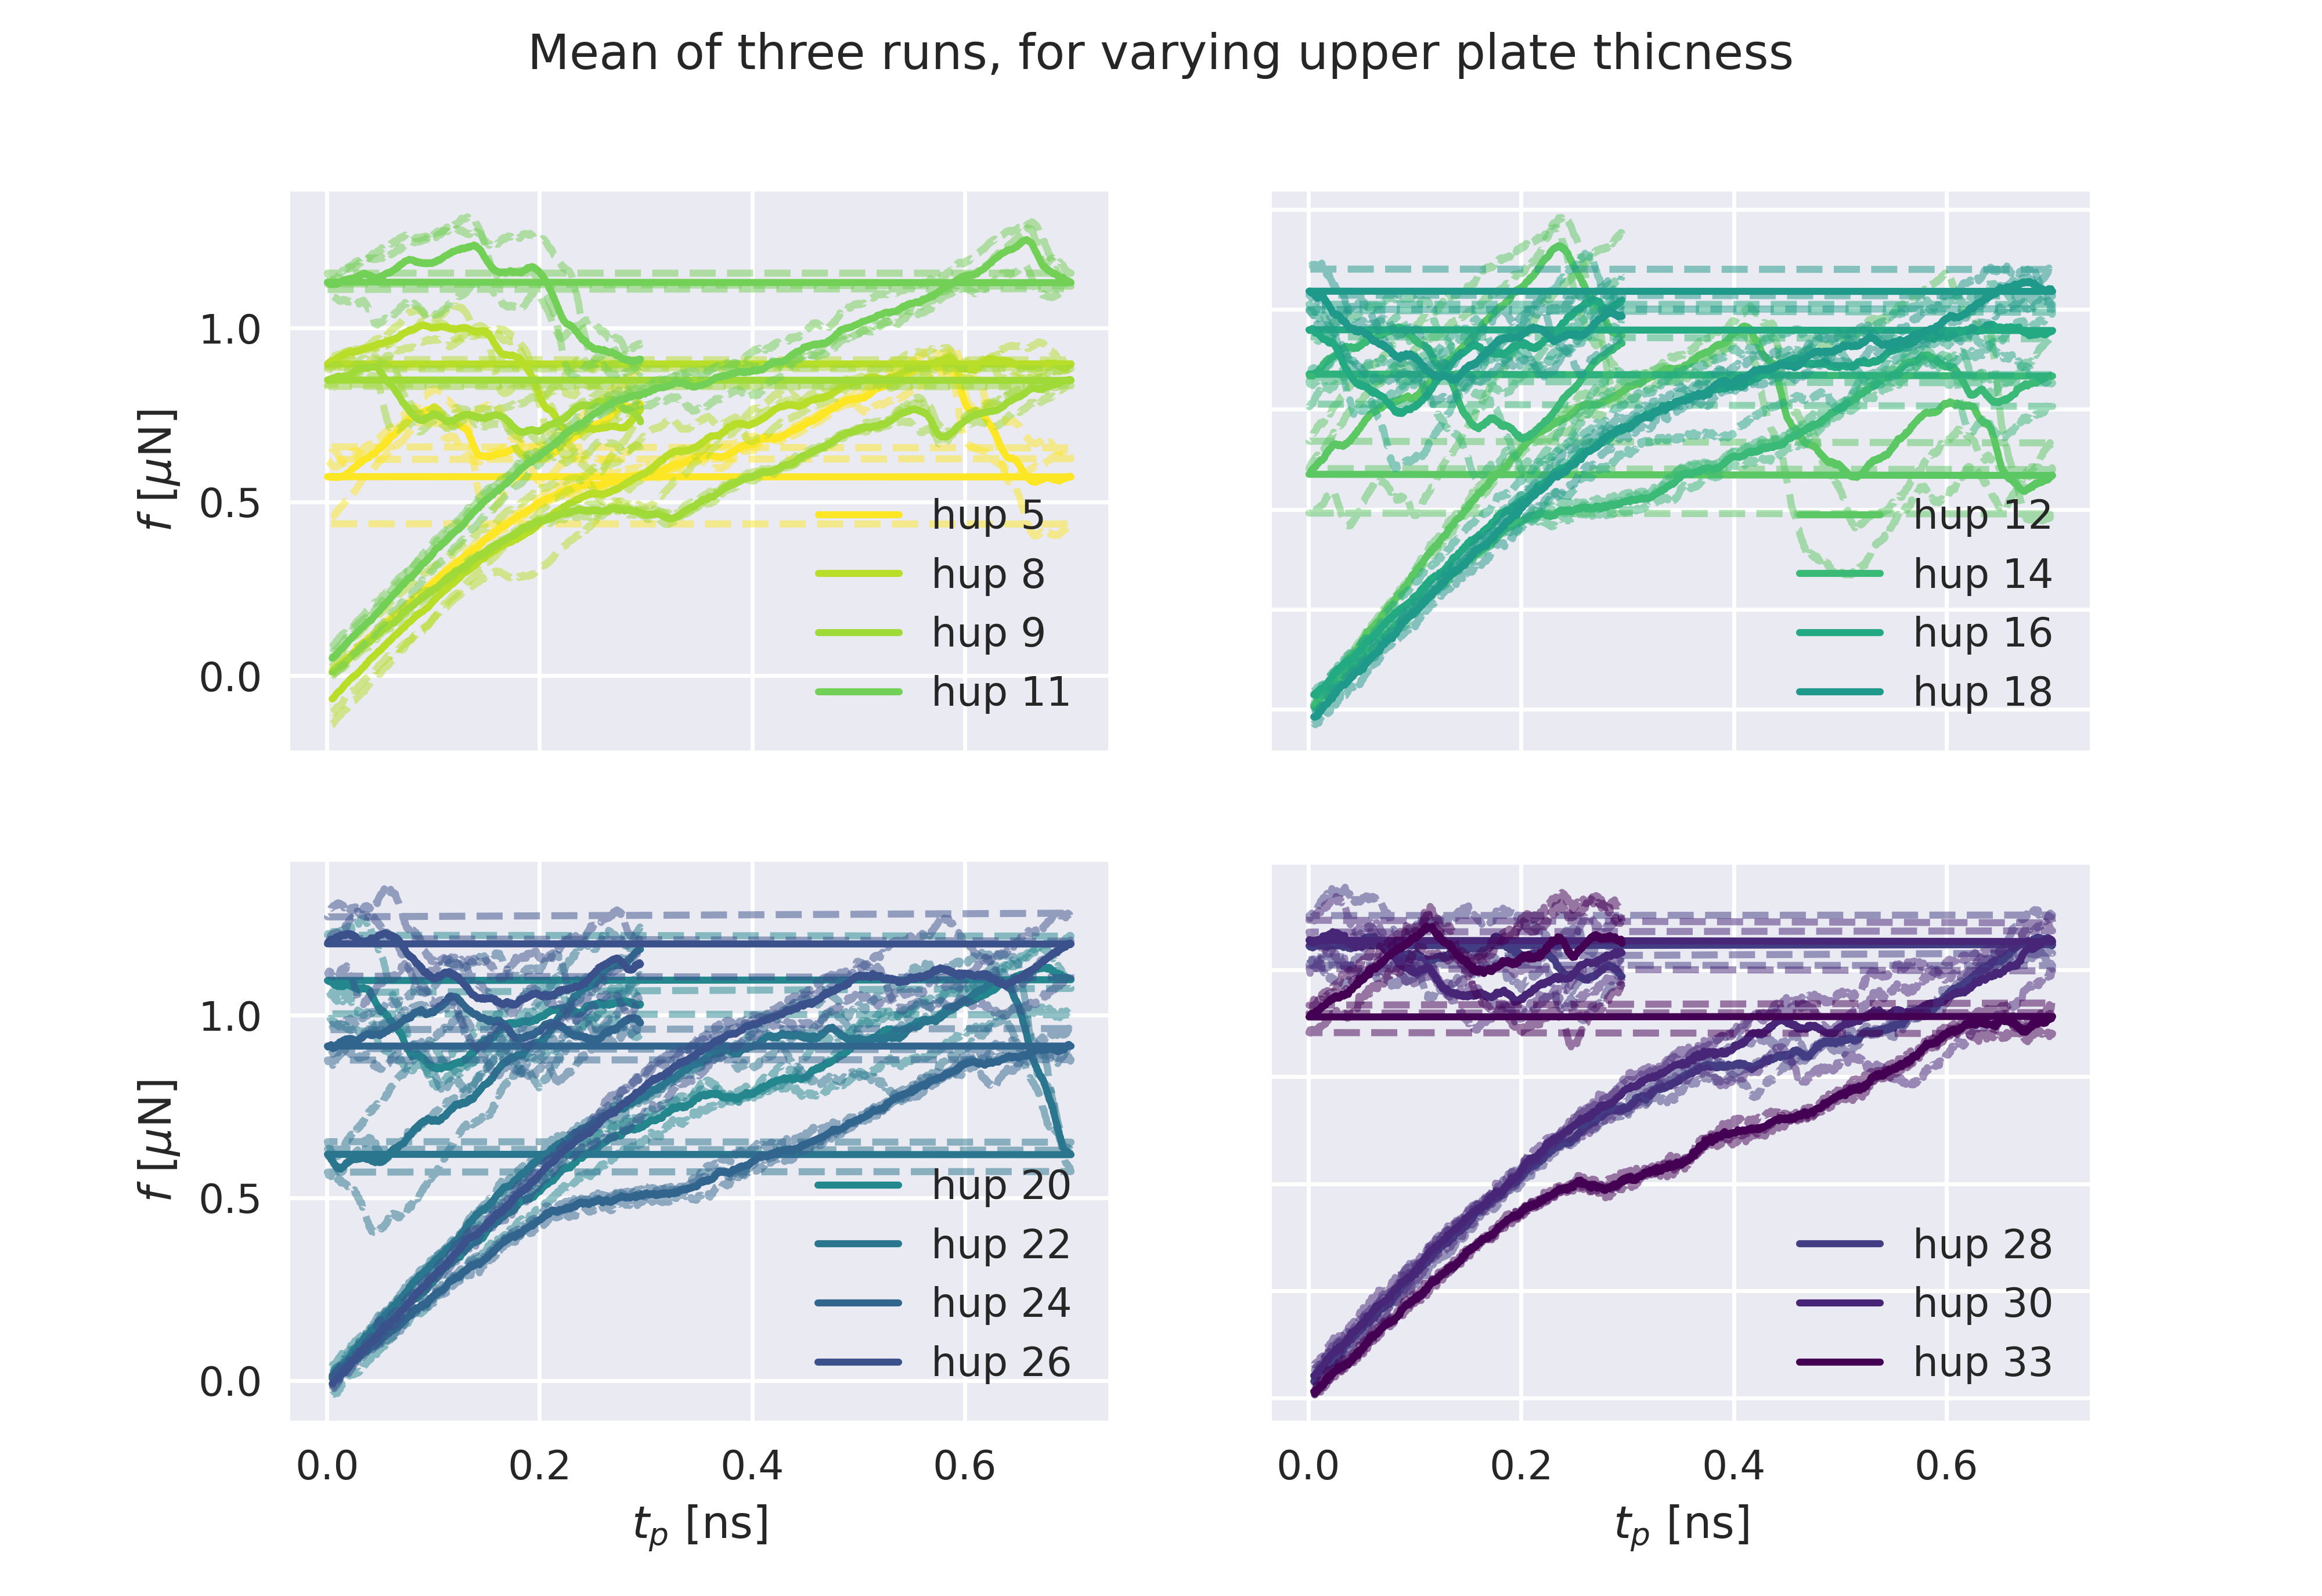 Mean of three runs, for varying upper plate thicness
f [μN]
1.0
0.5
0.0
hup 5
hup 8
hup 9
hup 11
hup 12
hup 14
hup 16
hup 18
f [μN]
1.0
0.5
0.0
hup 20
hup 22
hup 24
hup 26
0.0 0.2 0.4 0.6
t_p [ns]
hup 28
hup 30
hup 33
0.0 0.2 0.4 0.6
t_p [ns]